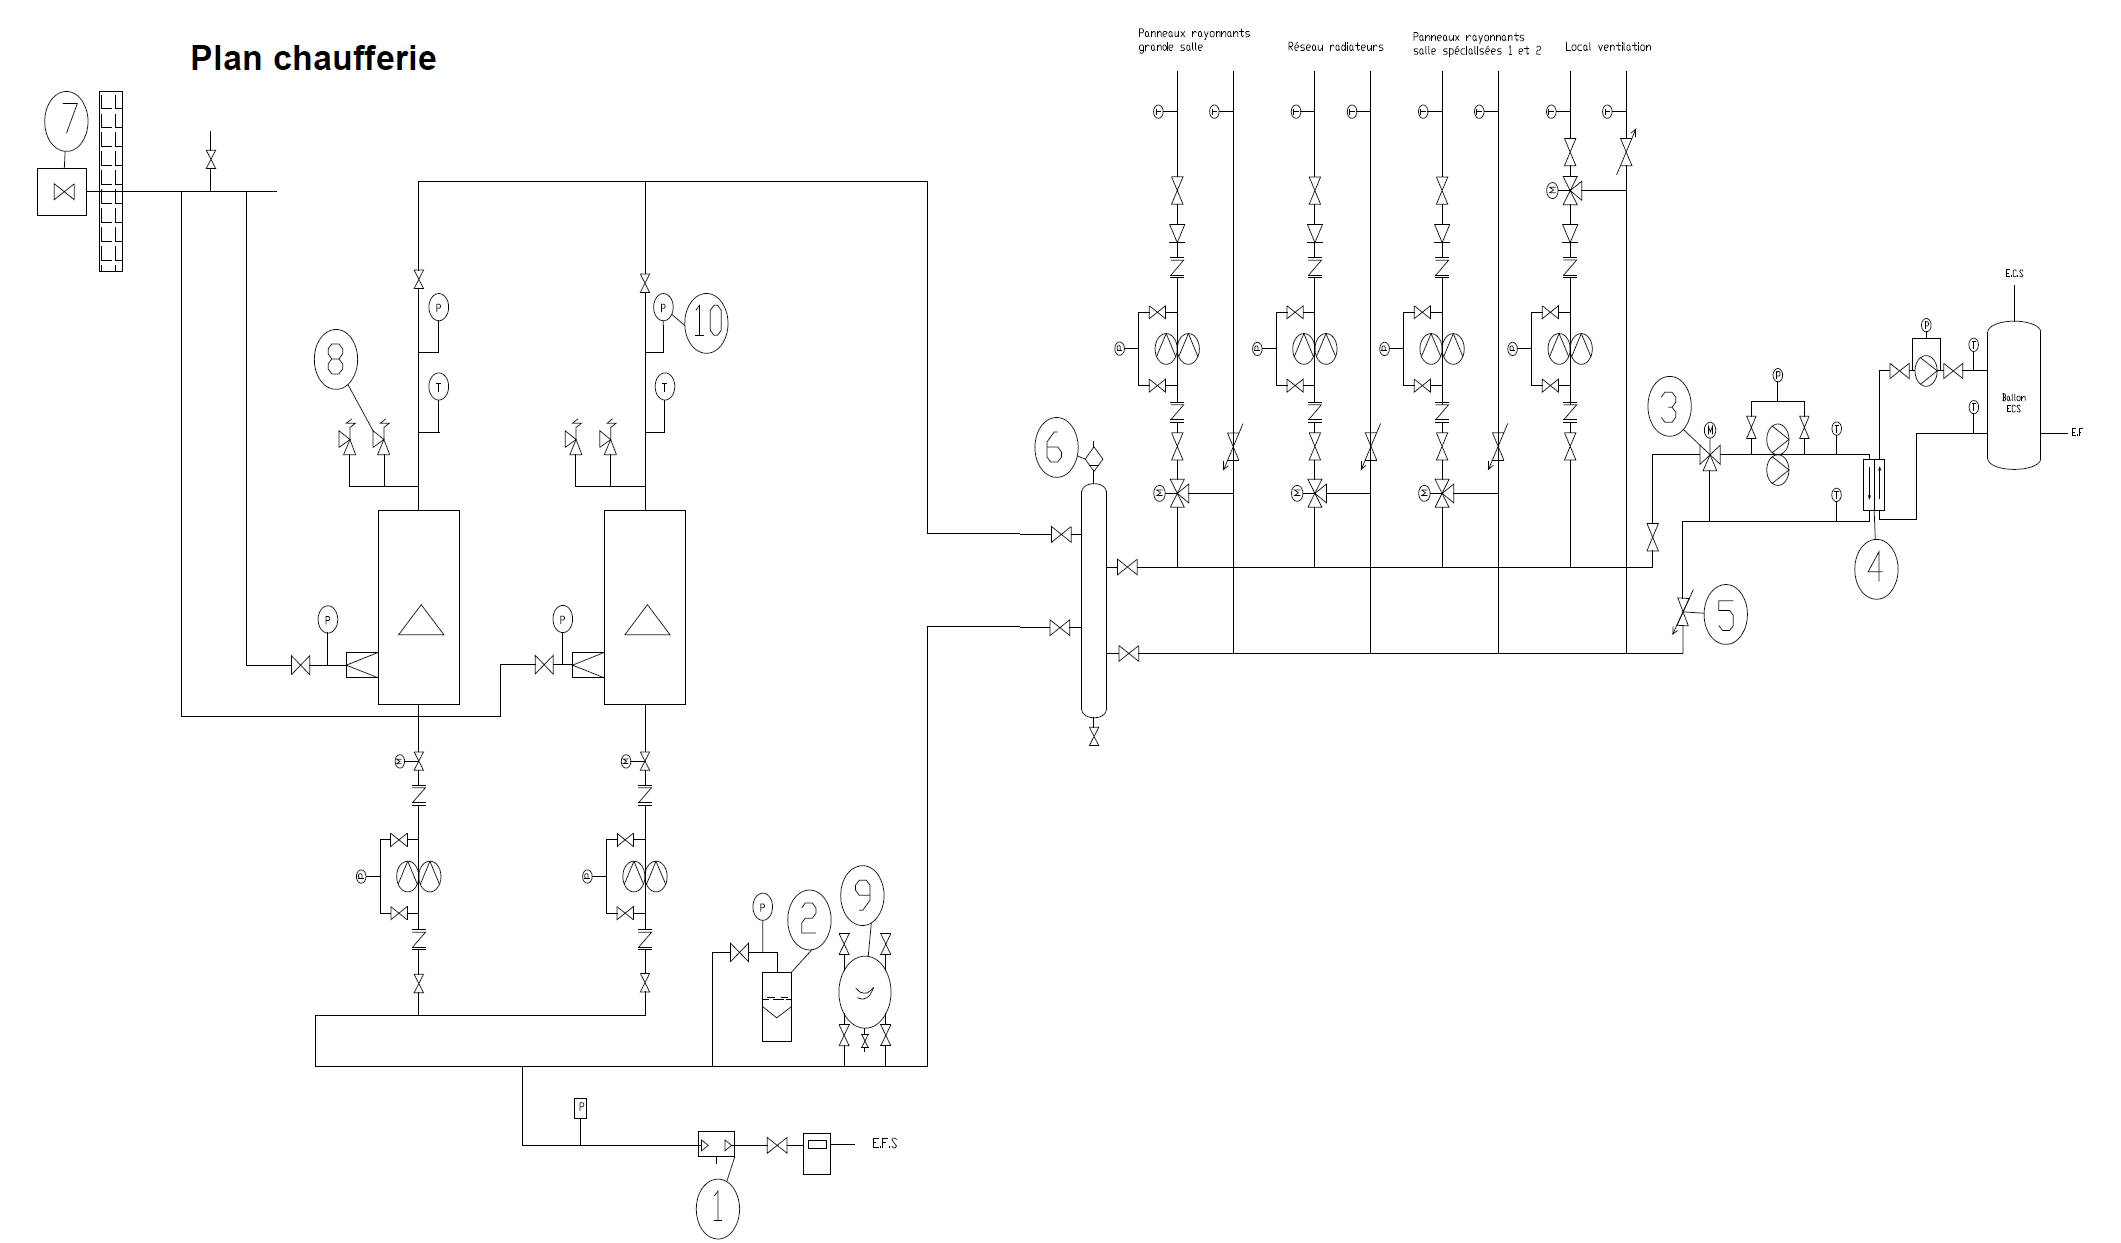 Plan chaufferie
Panneaux rayonnants
grande salle
Réseau radiateurs
Panneaux rayonnants
salle spécialisées 1 et 2
Local ventilation
7
T
T
T
T
T
T
T
T
M
P
P
10
8
T
T
E.C.S
P
P
P
P
P
T
T
Ballon
ECS
E.F
3
M
P
T
T
6
M
M
M
4
5
P
P
M
M
P
P
P
2
9
P
E.F.S
1